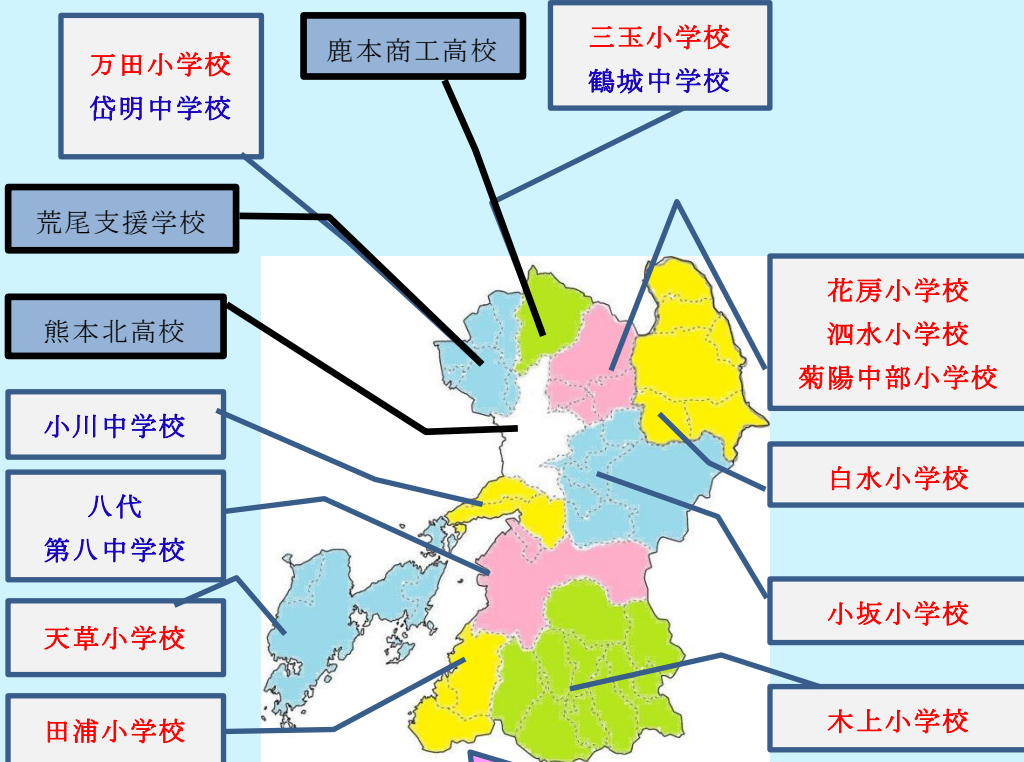 万田小学校
岱明中学校
鹿本商工高校
三玉小学校
鶴城中学校
荒尾支援学校
熊本北高校
花房小学校
泗水小学校
菊陽中部小学校
小川中学校
白水小学校
八代
第八中学校
小坂小学校
天草小学校
田浦小学校
木上小学校